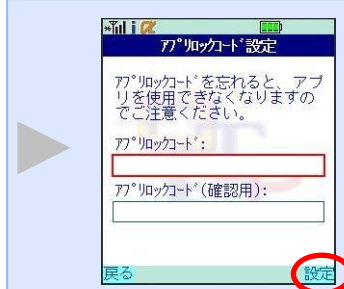 ｱﾌﾟﾘﾛｯｸｺｰﾄﾞ設定
ｱﾌﾟﾘﾛｯｸｺｰﾄﾞを忘れると、アプ
リを使用できなくなりますの
でご注意ください。
ｱﾌﾟﾘﾛｯｸｺｰﾄﾞ:
ｱﾌﾟﾘﾛｯｸｺｰﾄﾞ(確認用):
戻る 設定